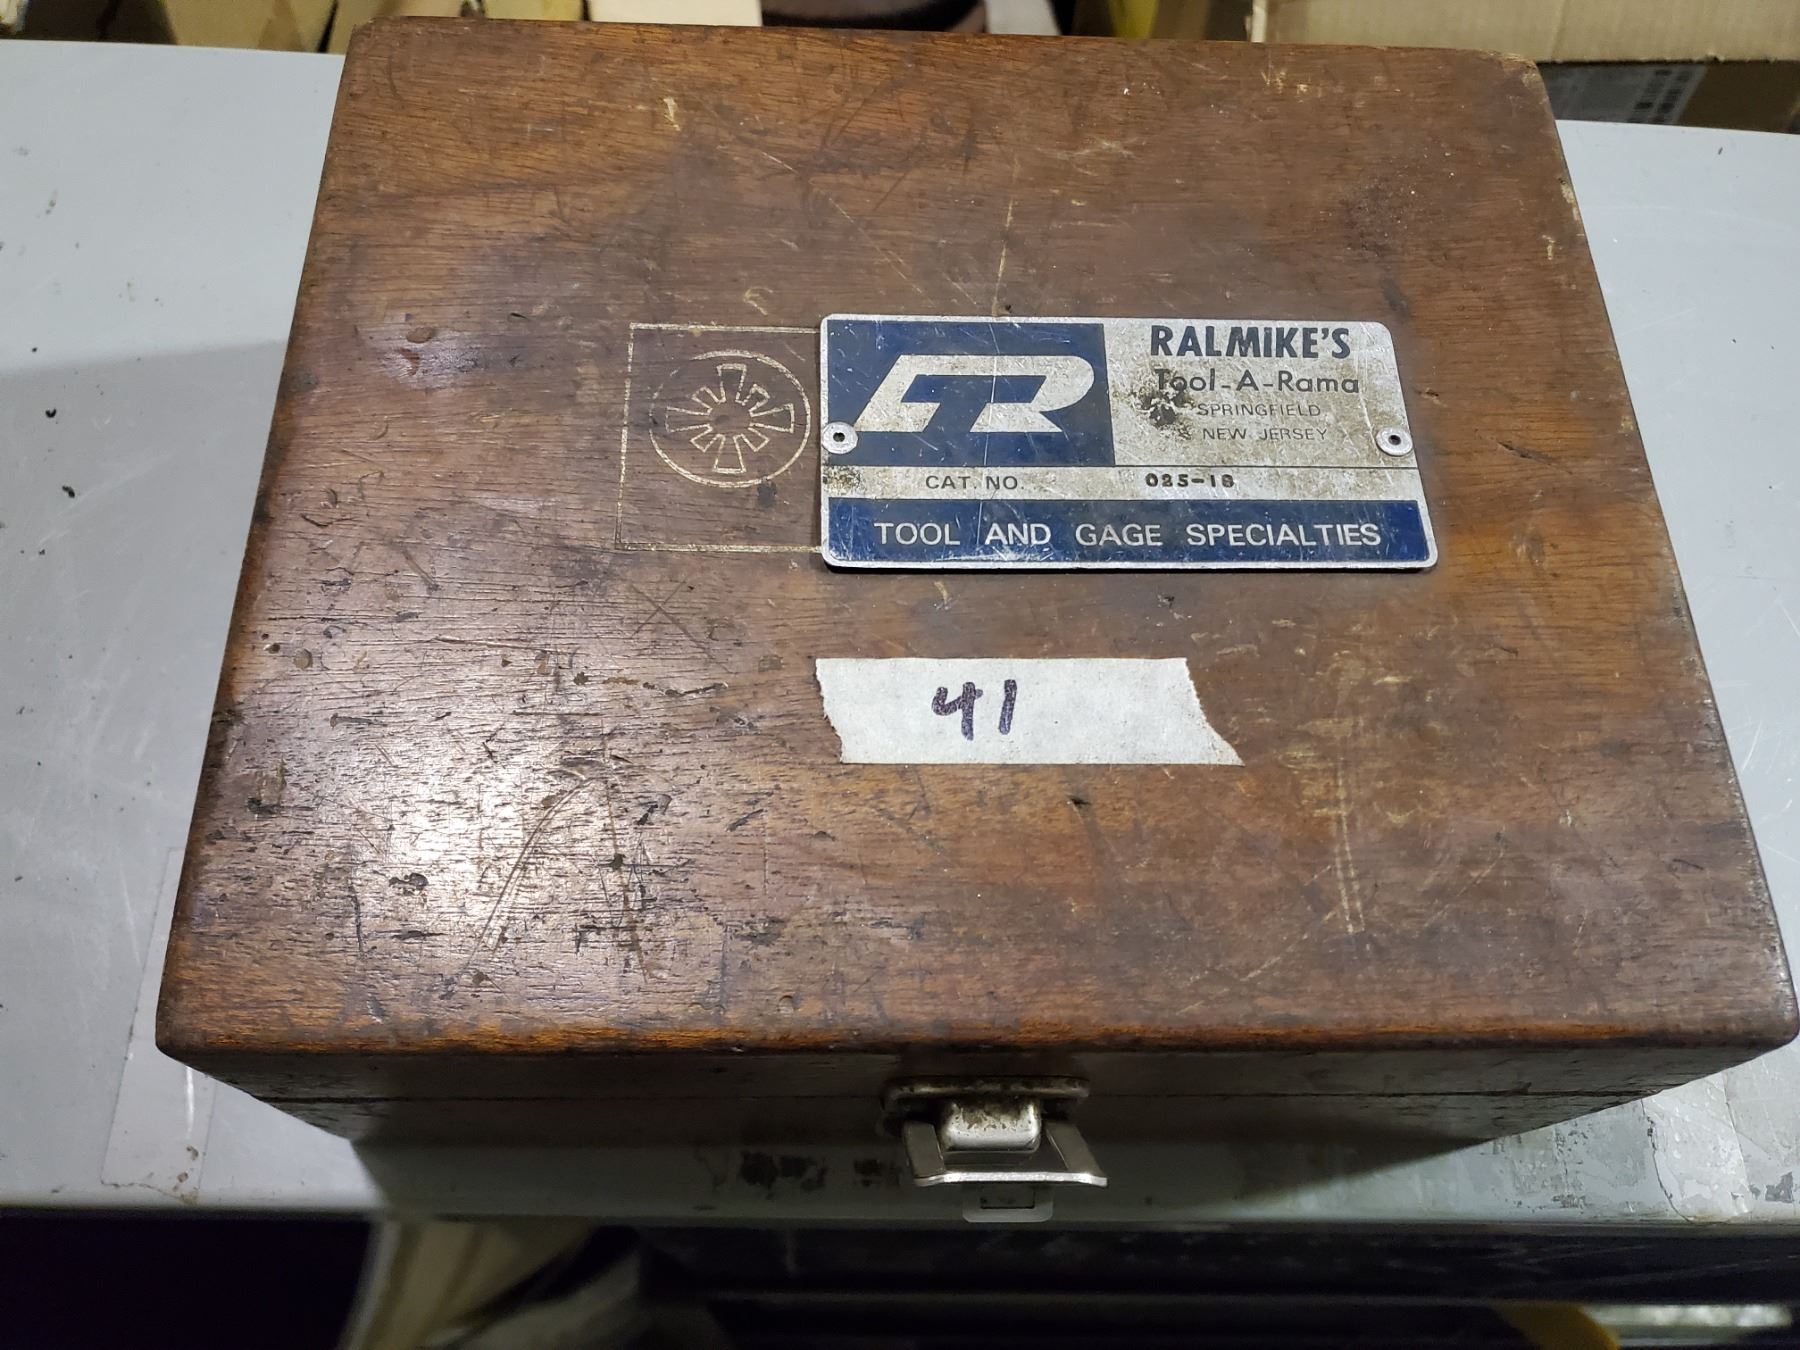 RALMIKE'S
Tool-A-Rama
SPRINGFIELD
NEW JERSEY
CAT. NO. 025-18
TOOL AND GAGE SPECIALTIES
41